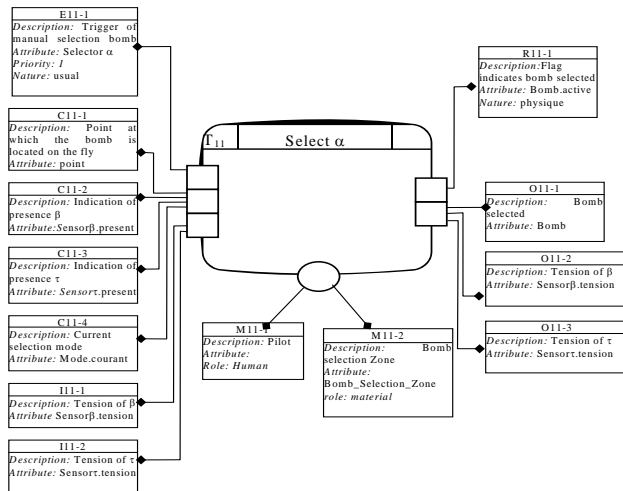 E11-1
Description: Trigger of
manual selection bomb
Attribute: Selector α
Priority: 1
Nature: usual
C11-1
Description: Point at
which the bomb is
located on the fly
Attribute: point
C11-2
Description: Indication of
presence β
Attribute:Sensorβ.present
C11-3
Description: Indication of
presence τ
Attribute: Sensorτ.present
C11-4
Description: Current
selection mode
Attribute: Mode.courant
I11-1
Description: Tension of β
Attribute Sensorβ.tension
I11-2
Description: Tension of τ
Attribute: Sensorτ.tension
T11
Select α
M11-1
Description: Pilot
Attribute:
Role: Human
M11-2
Description: Bomb
selection Zone
Attribute:
Bomb_Selection_Zone
role: material
R11-1
Description:Flag
indicates bomb selected
Attribute: Bomb.active
Nature: physique
O11-1
Description: Bomb
selected
Attribute: Bomb
O11-2
Description: Tension of β
Attribute: Sensorβ.tension
O11-3
Description: Tension of τ
Attribute: Sensorτ.tension